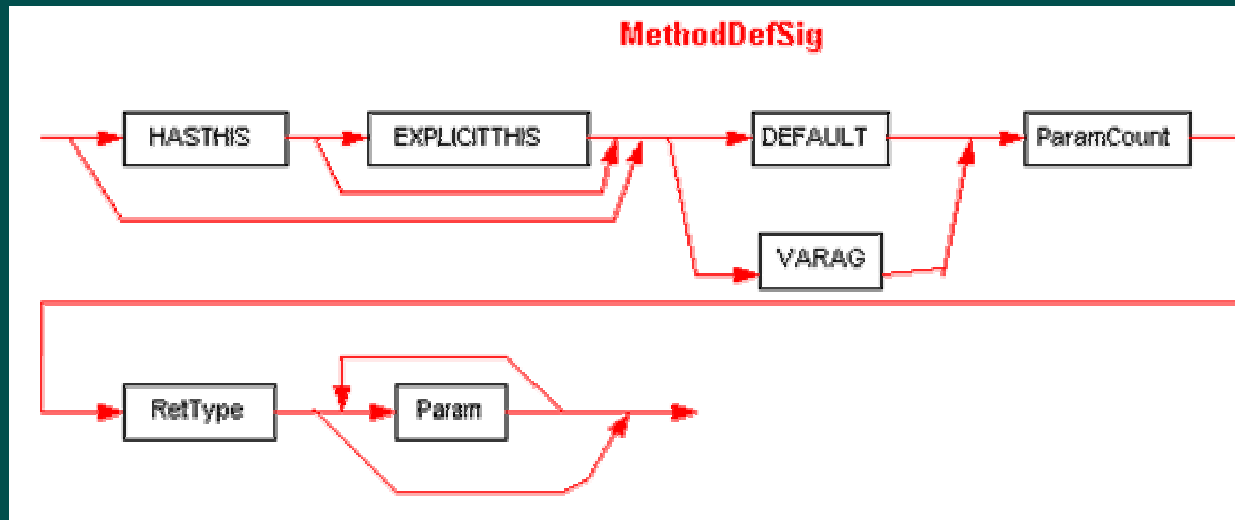 MethodDefSig
HASTHIS EXPLICITTHIS DEFAULT ParamCount
VARAG
RetType Param